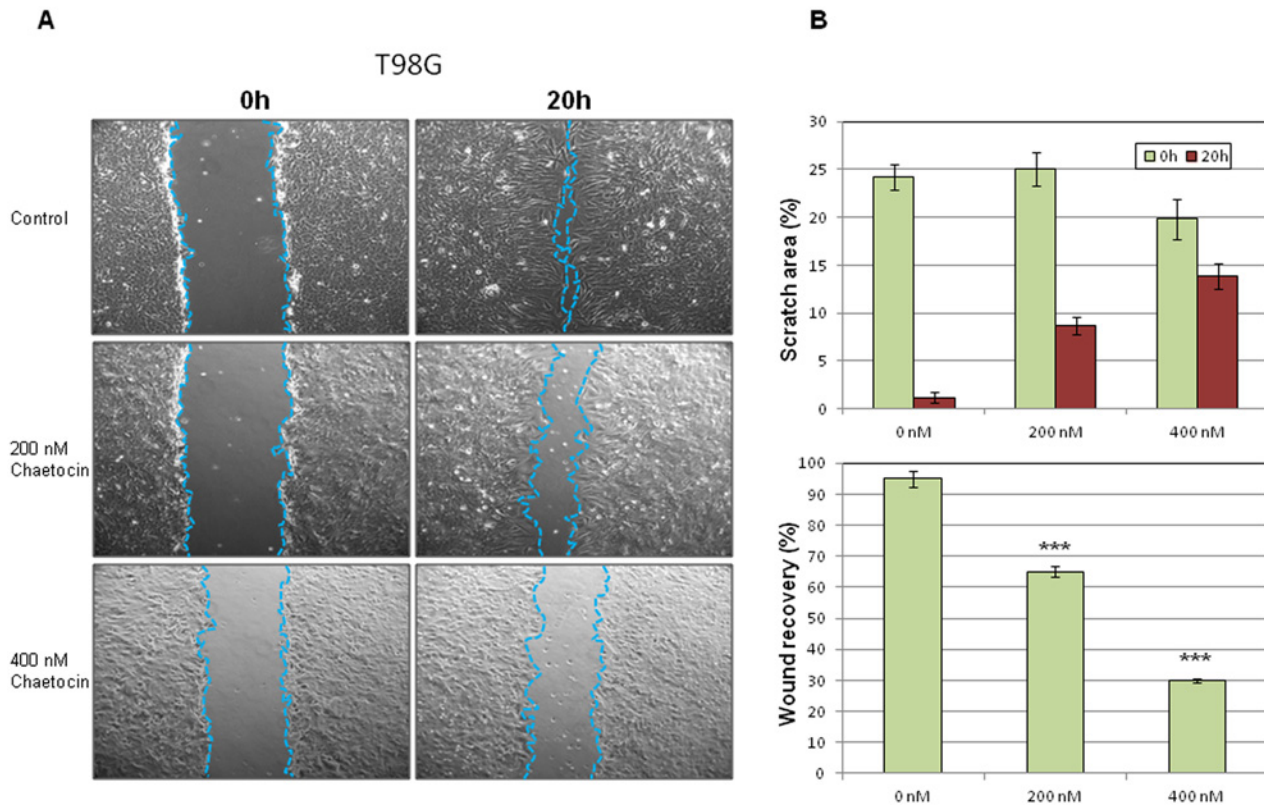 A
T98G
0h 20h
Control
200 nM
Chaetocin
400 nM
Chaetocin
B
Scratch area (%)
30
25
20
15
10
5
0
0h 20h
0 nM 200 nM 400 nM
Wound recovery (%)
100
90
80
70
60
50
40
30
20
10
0
***
***
0 nM 200 nM 400 nM